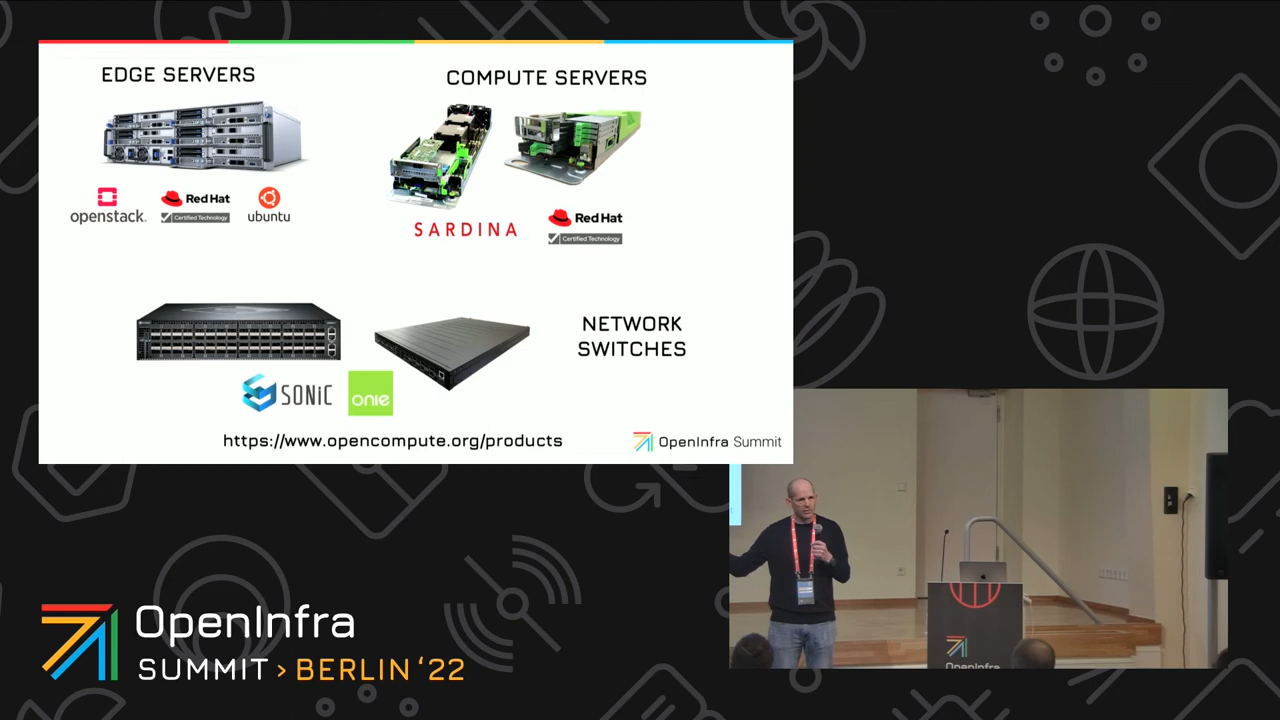 EDGE SERVERS
COMPUTE SERVERS
openstack.
Red Hat
Certified Technology
ubuntu
SARDINA
Red Hat
Certified Technology
NETWORK
SWITCHES
SONiC
onie
https://www.opencompute.org/products
OpenInfra Summit
OpenInfra
SUMMIT > BERLIN ‘22
OpenInfra